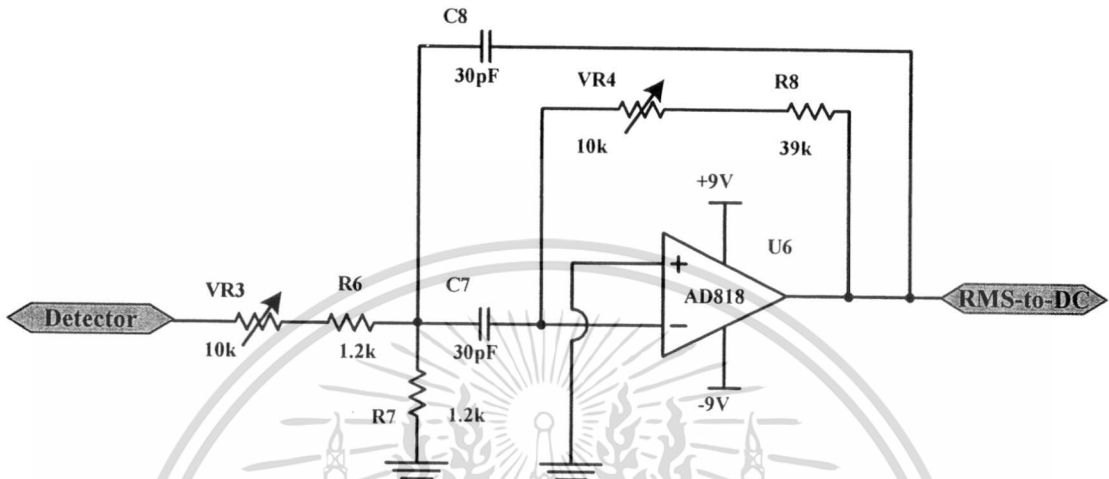 C8
30pF
VR4
R8
10k
39k
+9V
U6
+
AD818
−
-9V
Detector
VR3
10k
R6
1.2k
C7
30pF
R7
1.2k
RMS-to-DC